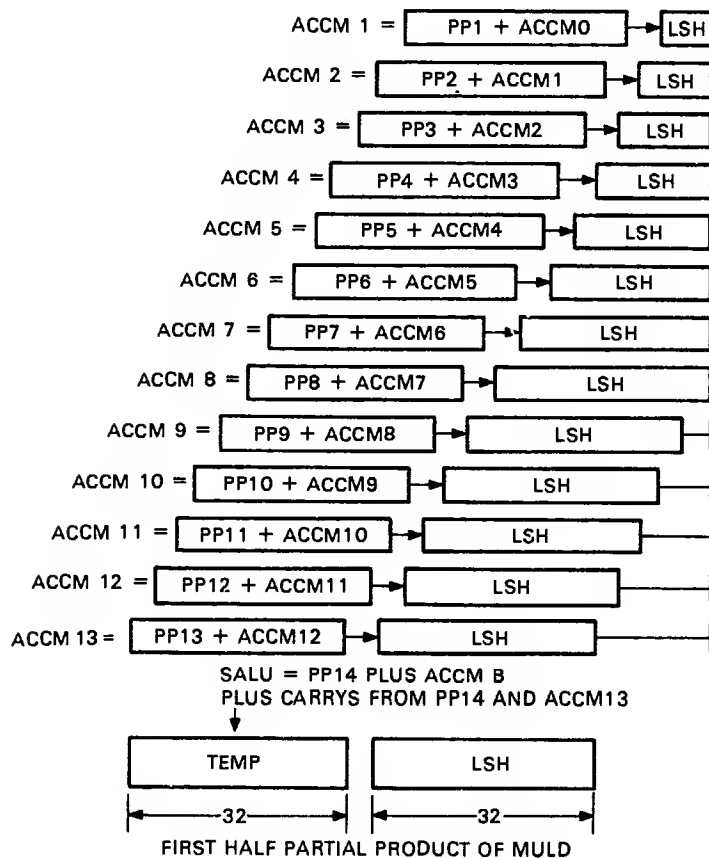 ACCM 1 = PP1 + ACCM0 LSH
ACCM 2 = PP2 + ACCM1 LSH
ACCM 3 = PP3 + ACCM2 LSH
ACCM 4 = PP4 + ACCM3 LSH
ACCM 5 = PP5 + ACCM4 LSH
ACCM 6 = PP6 + ACCM5 LSH
ACCM 7 = PP7 + ACCM6 LSH
ACCM 8 = PP8 + ACCM7 LSH
ACCM 9 = PP9 + ACCM8 LSH
ACCM 10 = PP10 + ACCM9 LSH
ACCM 11 = PP11 + ACCM10 LSH
ACCM 12 = PP12 + ACCM11 LSH
ACCM 13 = PP13 + ACCM12 LSH
SALU = PP14 PLUS ACCM B
PLUS CARRYS FROM PP14 AND ACCM13
TEMP LSH
32 32
FIRST HALF PARTIAL PRODUCT OF MULD